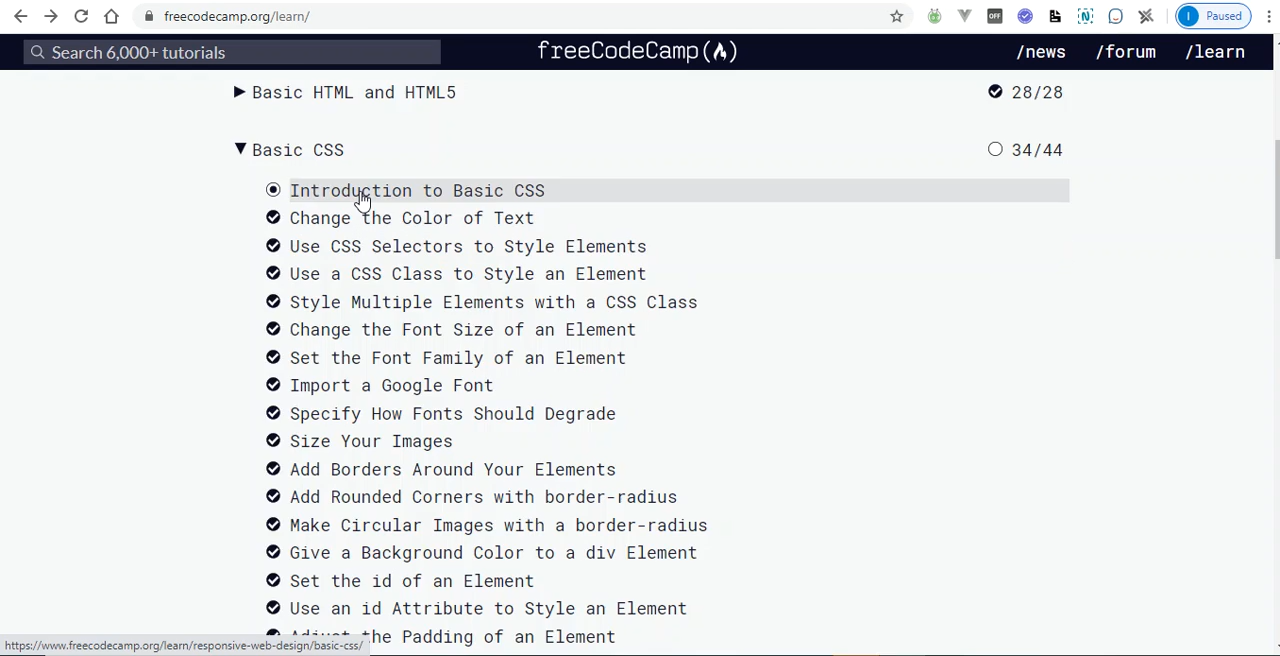 freecodecamp.org/learn/
OFF
N
I Paused
Search 6,000+ tutorials
freeCodeCamp
/news /forum /learn
Basic HTML and HTML5 28/28
Basic CSS 34/44
Introduction to Basic CSS
Change the Color of Text
Use CSS Selectors to Style Elements
Use a CSS Class to Style an Element
Style Multiple Elements with a CSS Class
Change the Font Size of an Element
Set the Font Family of an Element
Import a Google Font
Specify How Fonts Should Degrade
Size Your Images
Add Borders Around Your Elements
Add Rounded Corners with border-radius
Make Circular Images with a border-radius
Give a Background Color to a div Element
Set the id of an Element
Use an id Attribute to Style an Element
Adjust the Padding of an Element
https://www.freecodecamp.org/learn/responsive-web-design/basic-css/